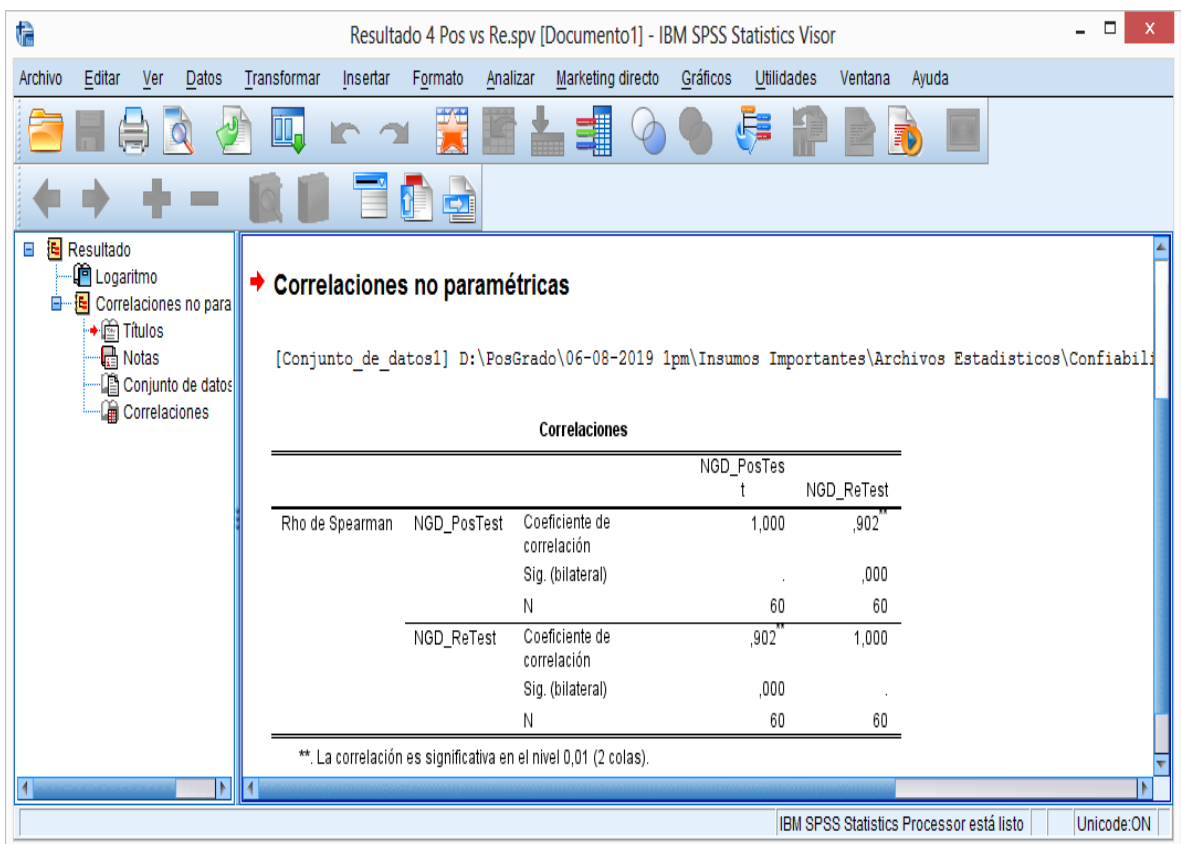 Resultado 4 Pos vs Re.spv [Documento1] - IBM SPSS Statistics Visor
Archivo Editar Ver Datos Transformar Insertar Formato Analizar Marketing directo Gráficos Utilidades Ventana Ayuda
Resultado
Logaritmo
Correlaciones no para
Títulos
Notas
Conjunto de datos
Correlaciones
Correlaciones no paramétricas
[Conjunto_de_datos1] D:\PosGrado\06-08-2019 1pm\Insumos Importantes\Archivos Estadisticos\Confiabili
Correlaciones
NGD_PosTes
t NGD_ReTest
Rho de Spearman NGD_PosTest Coeficiente de 1,000 ,902**
correlación
Sig. (bilateral) . ,000
N 60 60
NGD_ReTest Coeficiente de ,902** 1,000
correlación
Sig. (bilateral) ,000 .
N 60 60
**. La correlación es significativa en el nivel 0,01 (2 colas).
IBM SPSS Statistics Processor está listo Unicode:ON